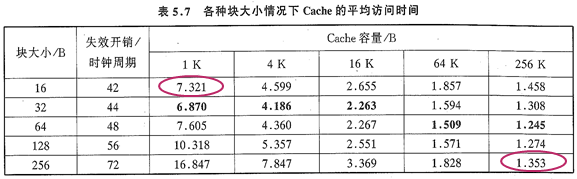 表 5.7 各种块大小情况下 Cache 的平均访问时间
块大小/B 失效开销/时钟周期 Cache 容量/B
1 K 4 K 16 K 64 K 256 K
16 42 7.321 4.599 2.655 1.857 1.458
32 44 6.870 4.186 2.263 1.594 1.308
64 48 7.605 4.360 2.267 1.509 1.245
128 56 10.318 5.357 2.551 1.571 1.274
256 72 16.847 7.847 3.369 1.828 1.353